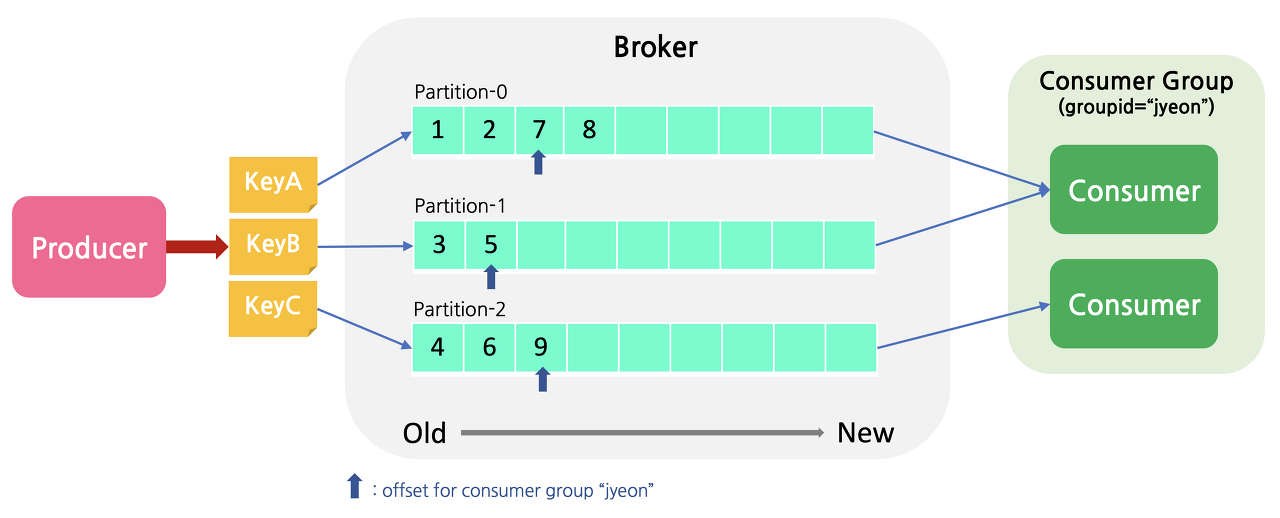 Broker
Consumer Group
(groupid=“jyeon”)
Producer
KeyA
KeyB
KeyC
Partition-0
1 2 7 8
Partition-1
3 5
Partition-2
4 6 9
Old
New
Consumer
Consumer
: offset for consumer group “jyeon”